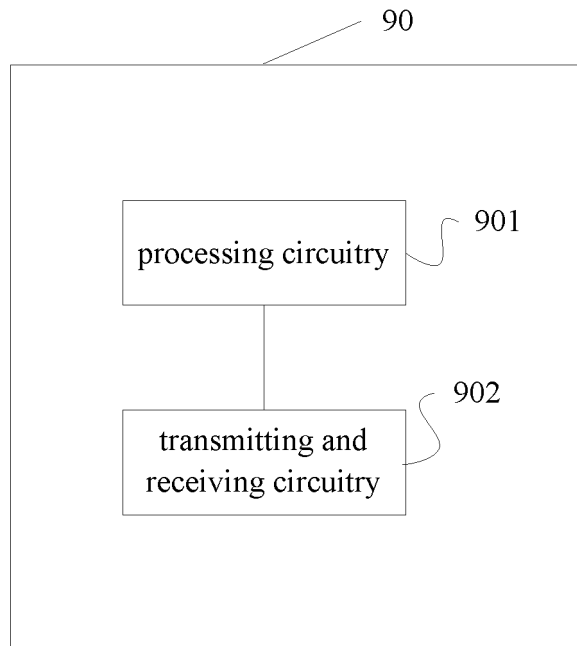 90
processing circuitry
901
transmitting and
receiving circuitry
902